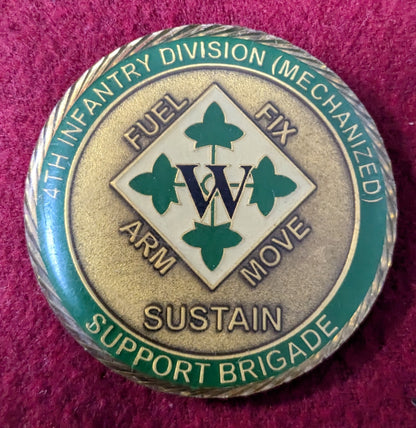 4TH INFANTRY DIVISION (MECHANIZED)
FUEL
FIX
W
ARM
MOVE
SUSTAIN
SUPPORT BRIGADE